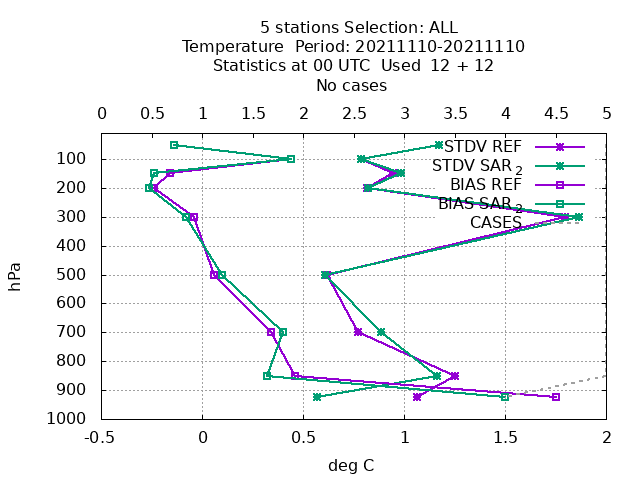 5 stations Selection: ALL
Temperature  Period: 20211110-20211110
Statistics at 00 UTC  Used  12 + 12
No cases
0 0.5 1 1.5 2 2.5 3 3.5 4 4.5 5
STDV REF
STDV SAR 2
BIAS REF
BIAS SAR 2
CASES
100
200
300
400
500
600
700
800
900
1000
hPa
-0.5 0 0.5 1 1.5 2
deg C